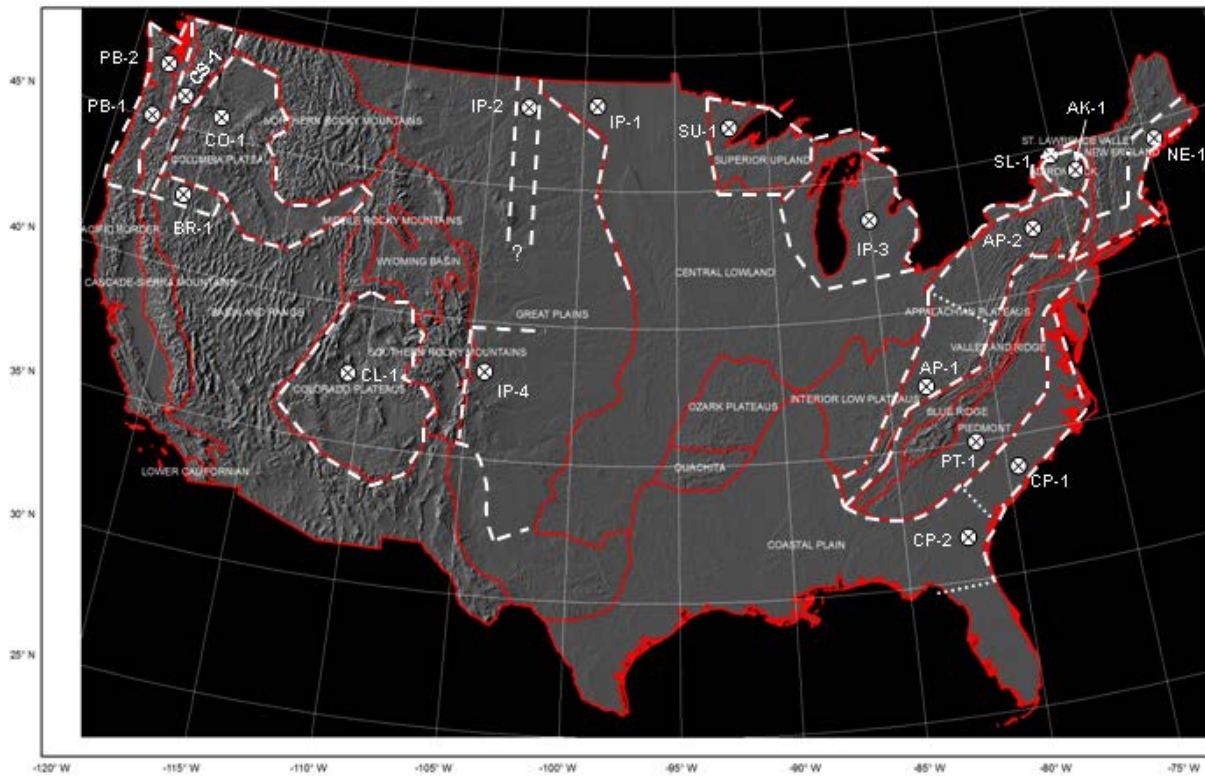 PB-2
CS-1
PB-1
CO-1
COLUMBIA PLATEA
NORTHERN ROCKY MOUNTAINS
BR-1
PACIFIC BORDER
MIDDLE ROCKY MOUNTAINS
WYOMING BASIN
CASCADE-SIERRA MOUNTAINS
BASIN AND RANGE
SOUTHERN ROCKY MOUNTAINS
CL-1
COLORADO PLATEAUS
LOWER CALIFORNIAN
IP-2
IP-1
?
GREAT PLAINS
IP-4
SU-1
SUPERIOR UPLAND
IP-3
CENTRAL LOWLAND
AK-1
ST. LAWRENCE VALLEY
NEW ENGLAND
SL-1
NE-1
AP-2
APPALACHIAN PLATEAUS
VALLEY AND RIDGE
AP-1
INTERIOR LOW PLATEAUS
BLUE RIDGE
PIEDMONT
OZARK PLATEAUS
OUACHITA
PT-1
CP-1
CP-2
COASTAL PLAIN
45° N
40° N
35° N
30° N
25° N
-120° W
-115° W
-110° W
-105° W
-100° W
-95° W
-90° W
-85° W
-80° W
-75° W